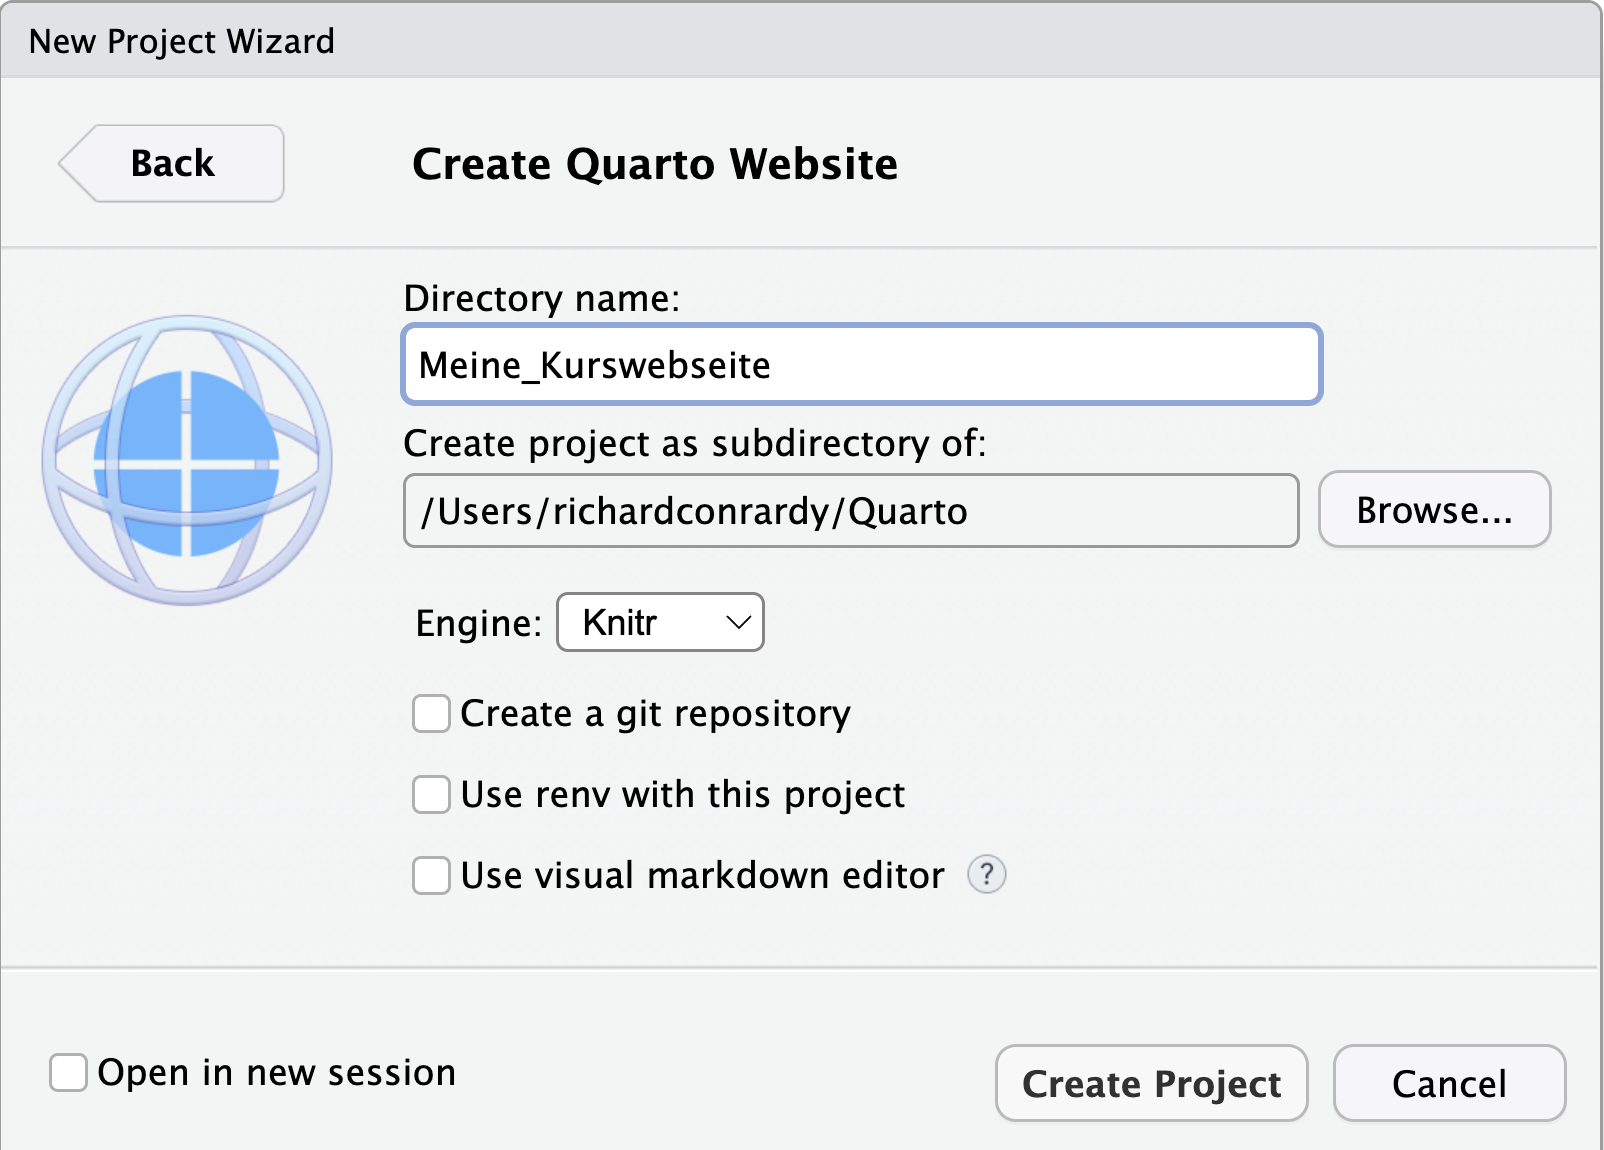 New Project Wizard
Back
Create Quarto Website
Directory name:
Meine_Kurswebseite
Create project as subdirectory of:
/Users/richardconrardy/Quarto
Browse...
Engine: Knitr
Create a git repository
Use renv with this project
Use visual markdown editor ?
Open in new session
Create Project
Cancel